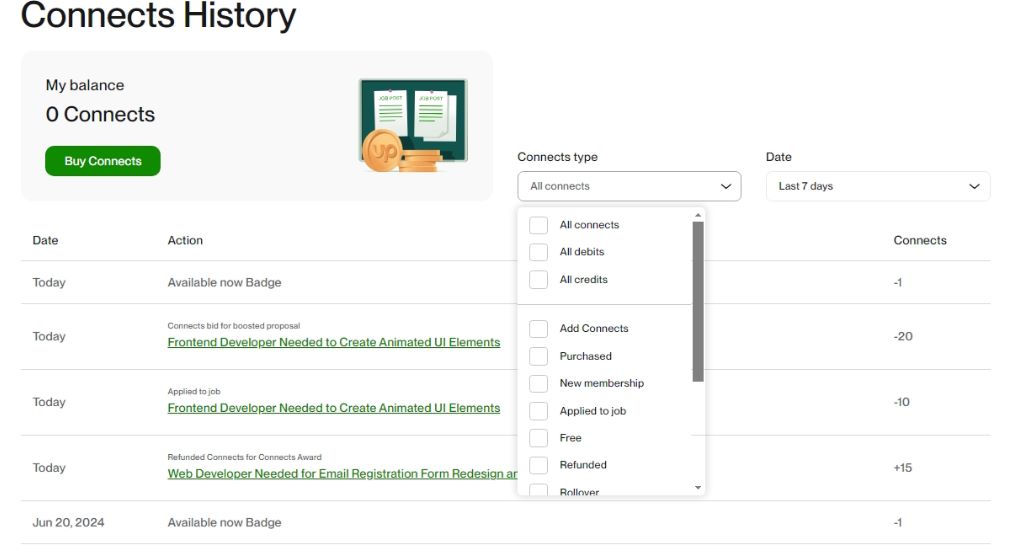 Connects History
My balance
0 Connects
Buy Connects
JOB POST JOB POST
up
Connects type
Date
All connects
Last 7 days
All connects
All debits
All credits
Add Connects
Purchased
New membership
Applied to job
Free
Refunded
Rollover
Date Action Connects
Today Available now Badge -1
Connects bid for boosted proposal
Today Frontend Developer Needed to Create Animated UI Elements -20
Applied to job
Today Frontend Developer Needed to Create Animated UI Elements -10
Refunded Connects for Connects Award
Today Web Developer Needed for Email Registration Form Redesign +15
Jun 20, 2024 Available now Badge -1